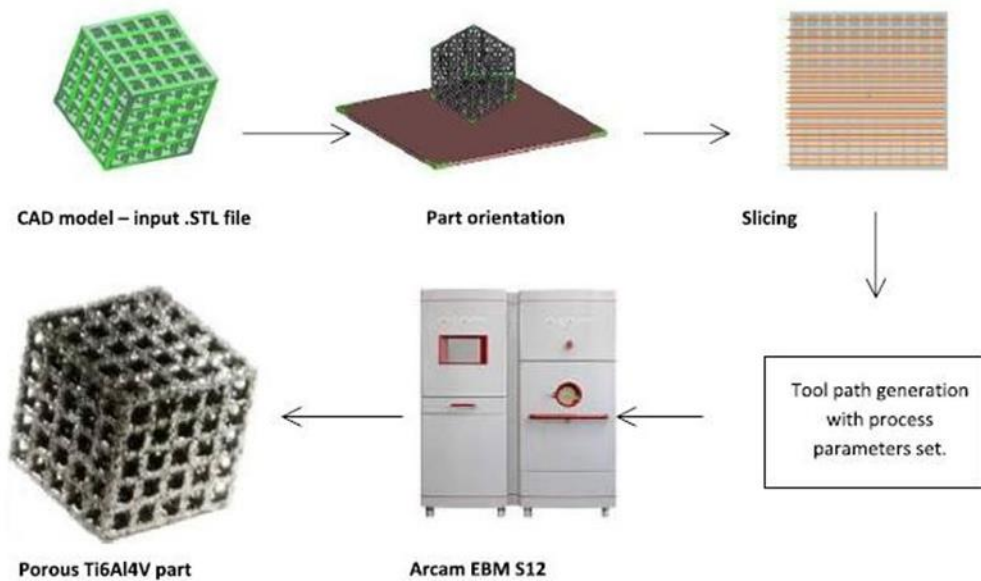 CAD model – input .STL file
Part orientation
Slicing
Tool path generation
with process
parameters set.
Arcam EBM S12
Porous Ti6Al4V part